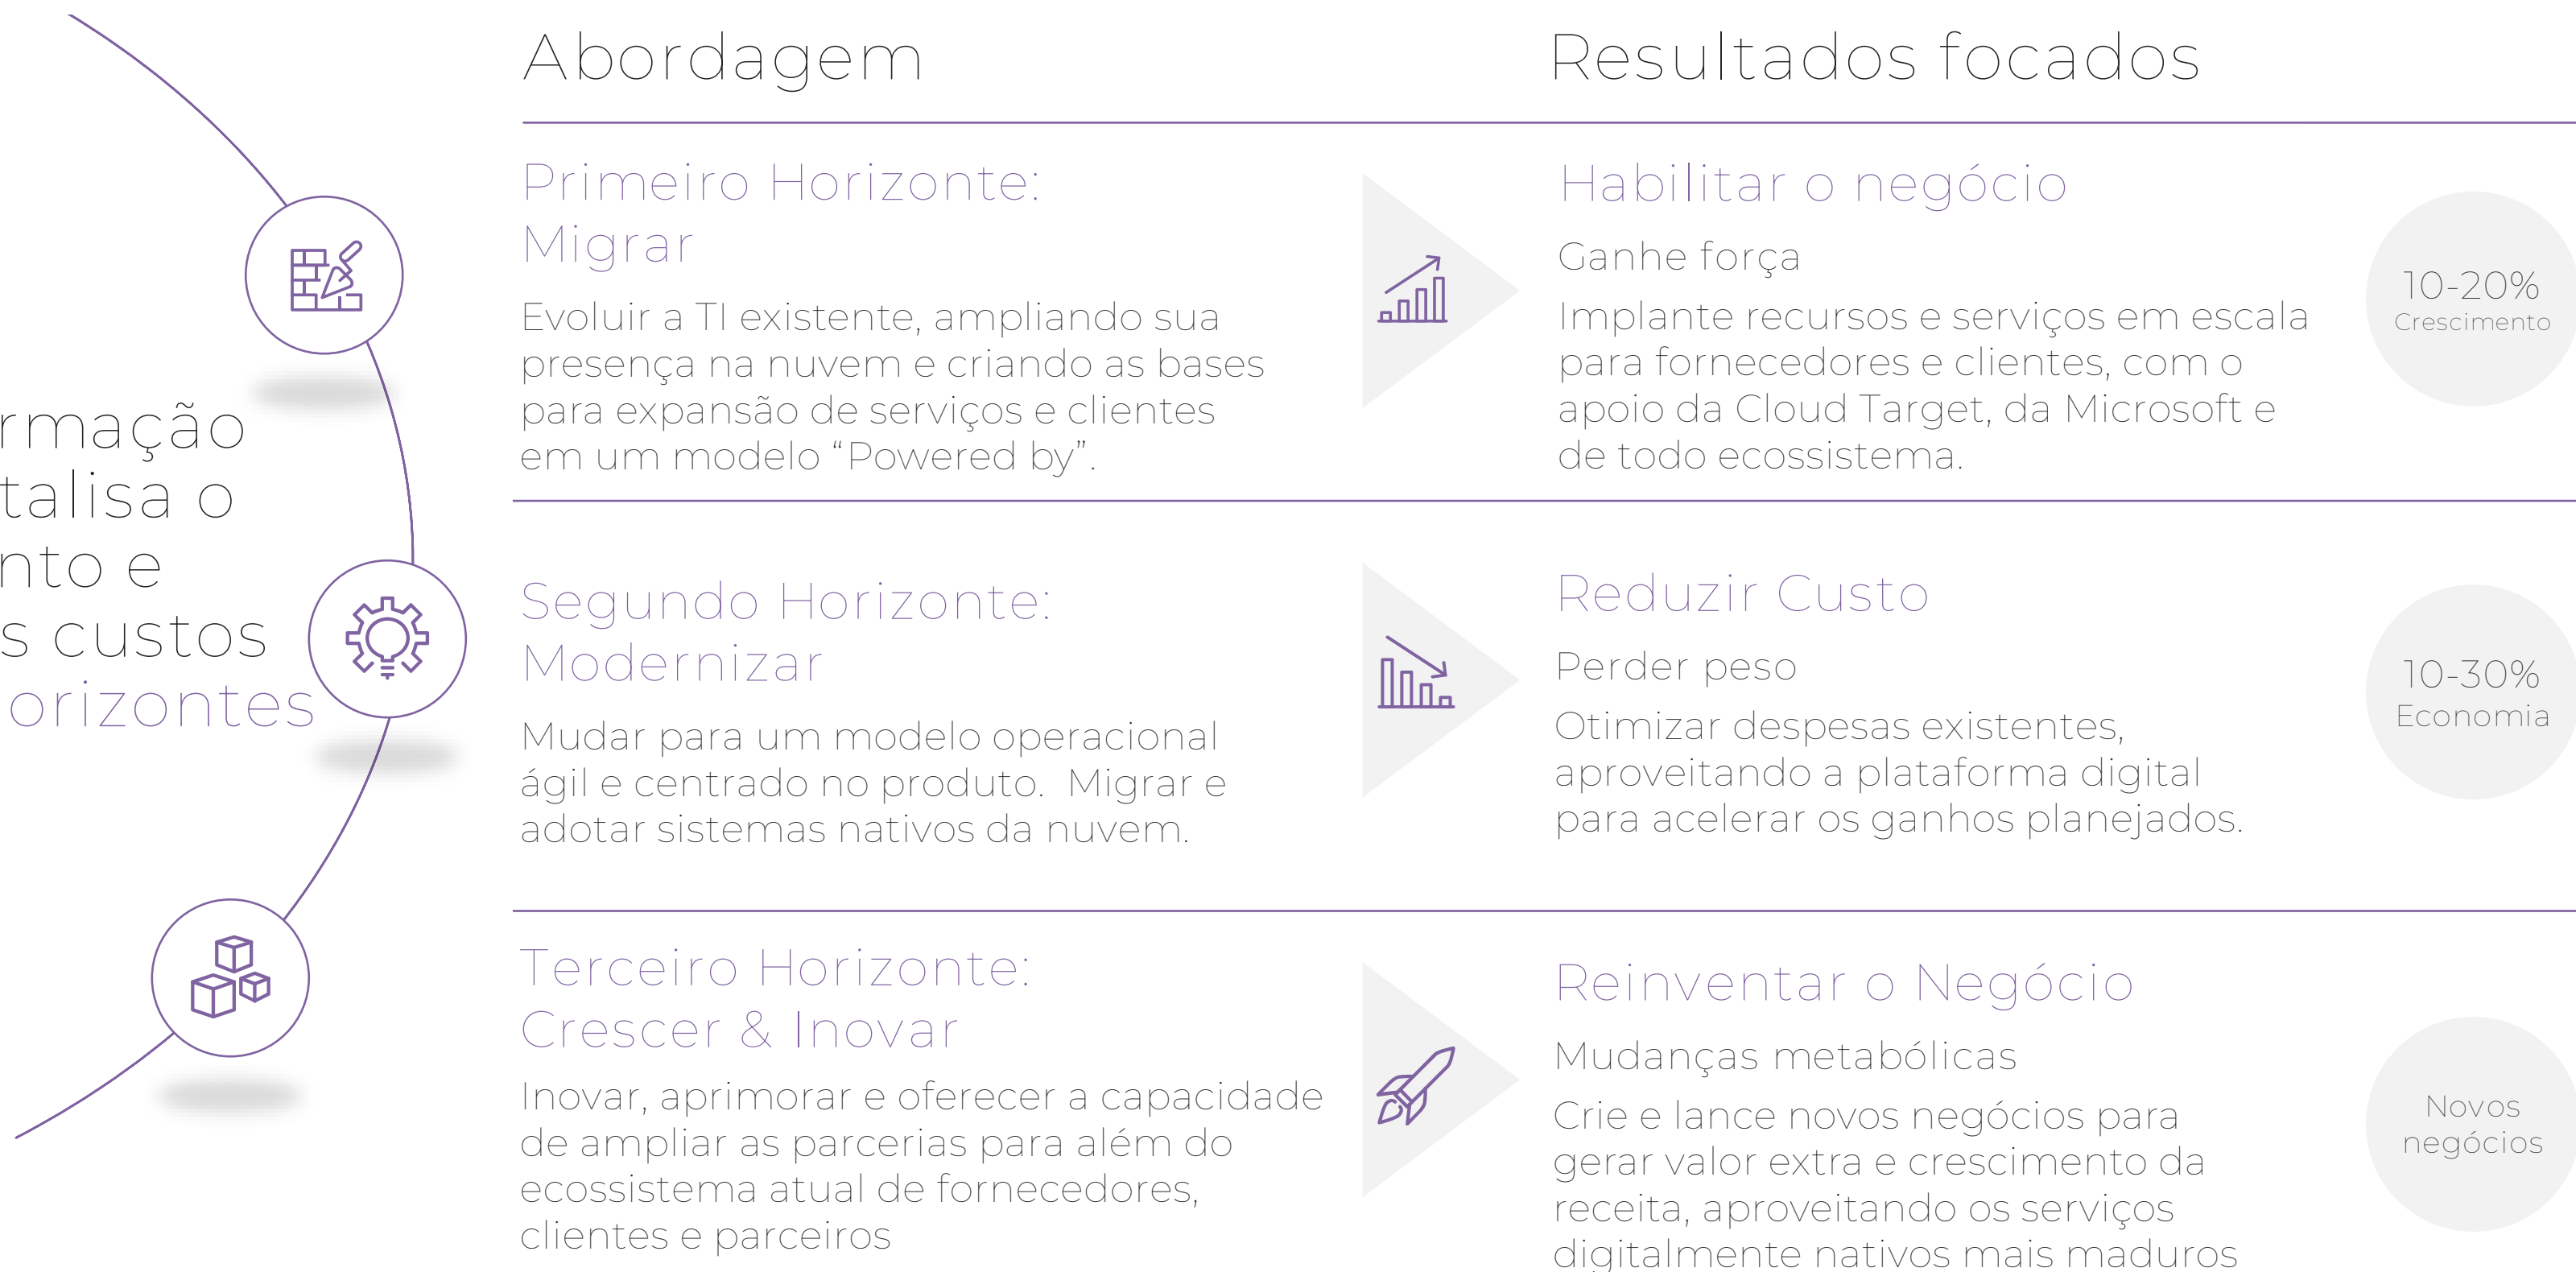 rmação
talisa o
nto e
s custos
orizontes
Abordagem
Primeiro Horizonte:
Migrar
Evoluir a TI existente, ampliando sua
presença na nuvem e criando as bases
para expansão de serviços e clientes
em um modelo “Powered by”.
Segundo Horizonte:
Modernizar
Mudar para um modelo operacional
ágil e centrado no produto.  Migrar e
adotar sistemas nativos da nuvem.
Terceiro Horizonte:
Crescer & Inovar
Inovar, aprimorar e oferecer a capacidade
de ampliar as parcerias para além do
ecossistema atual de fornecedores,
clientes e parceiros
Resultados focados
Habilitar o negócio
Ganhe força
Implante recursos e serviços em escala
para fornecedores e clientes, com o
apoio da Cloud Target, da Microsoft e
de todo ecossistema.
10-20%
Crescimento
Reduzir Custo
Perder peso
Otimizar despesas existentes,
aproveitando a plataforma digital
para acelerar os ganhos planejados.
10-30%
Economia
Reinventar o Negócio
Mudanças metabólicas
Crie e lance novos negócios para
gerar valor extra e crescimento da
receita, aproveitando os serviços
digitalmente nativos mais maduros
Novos
negócios